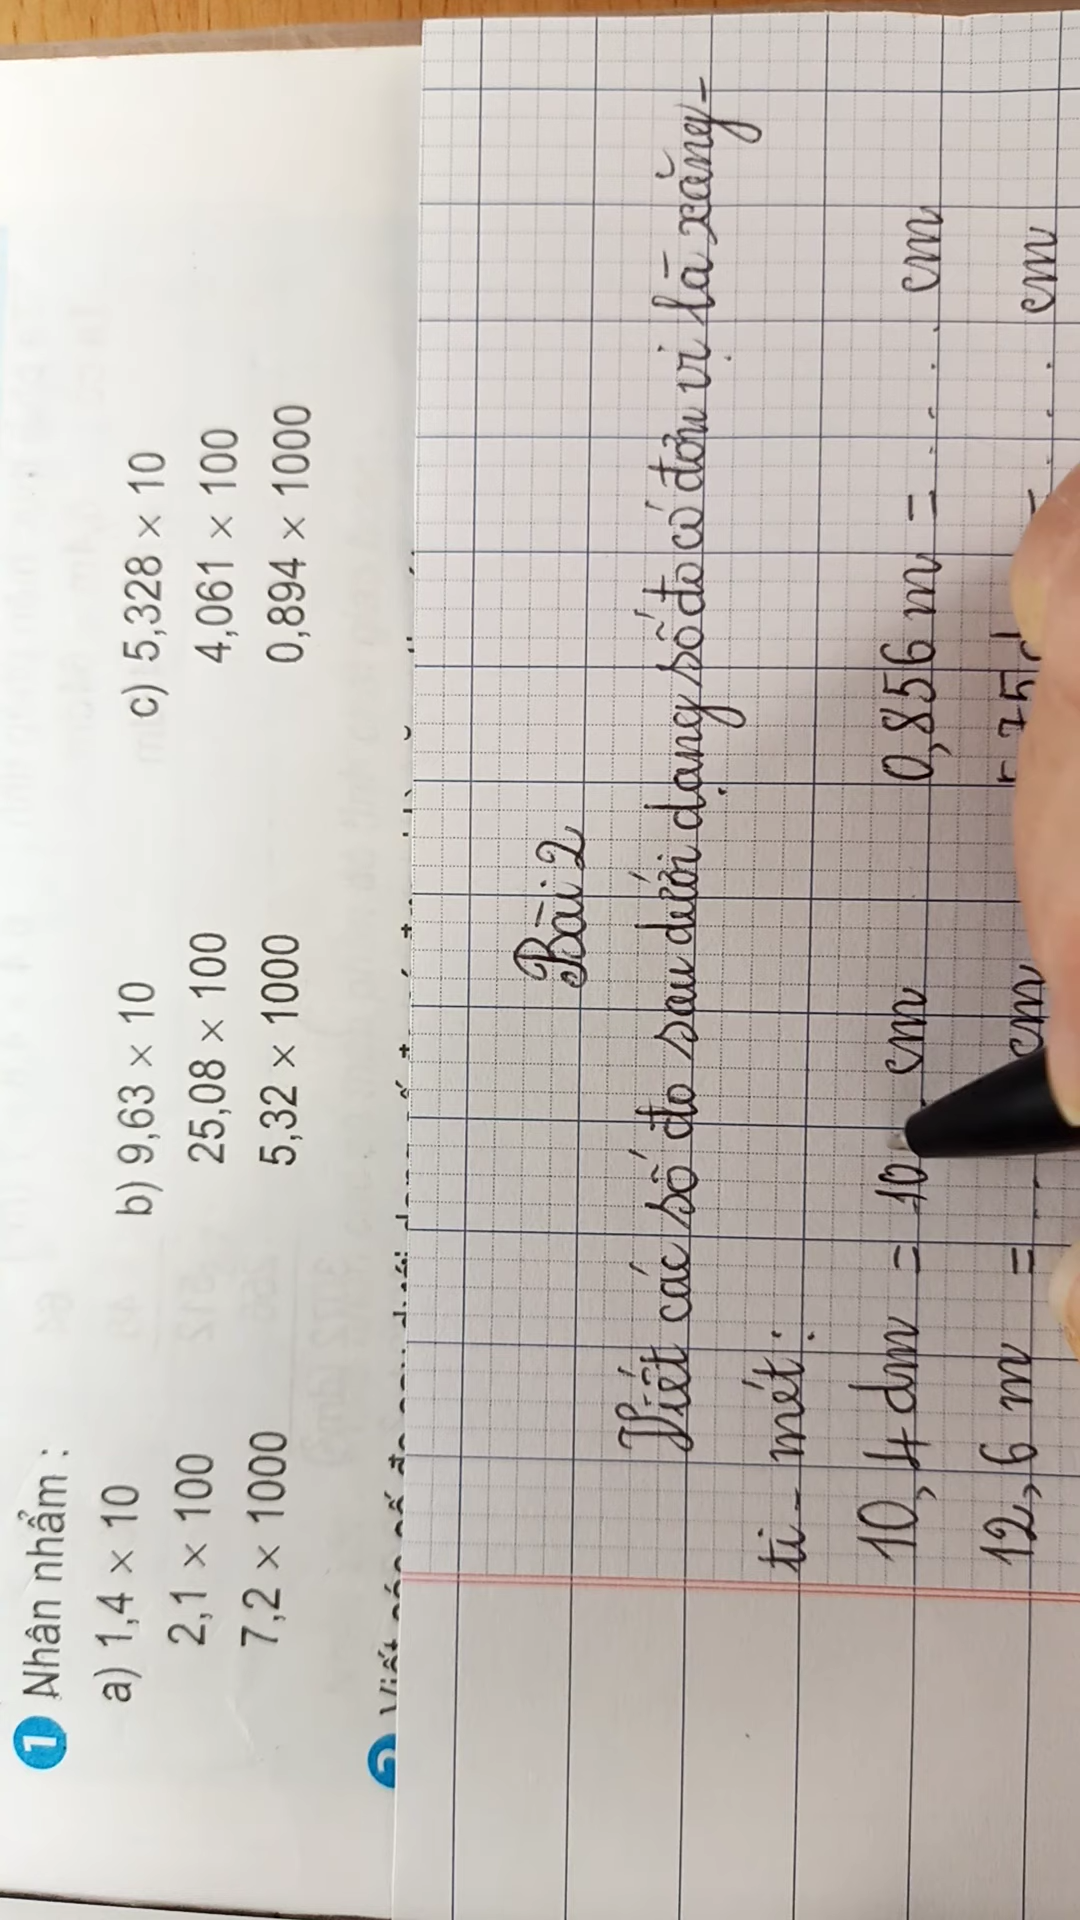 1 Nhân nhẩm :
a) 1,4 × 10 b) 9,63 × 10 c) 5,328 × 10
2,1 × 100 25,08 × 100 4,061 × 100
7,2 × 1000 5,32 × 1000 0,894 × 1000
Bài 2
Viết các số đo sau dưới dạng số đo có đơn vị là xăng-
ti-mét:
10,4 dm = 10 cm 0,856 m = .... cm
12,6 m = ... cm 5,75 ... cm